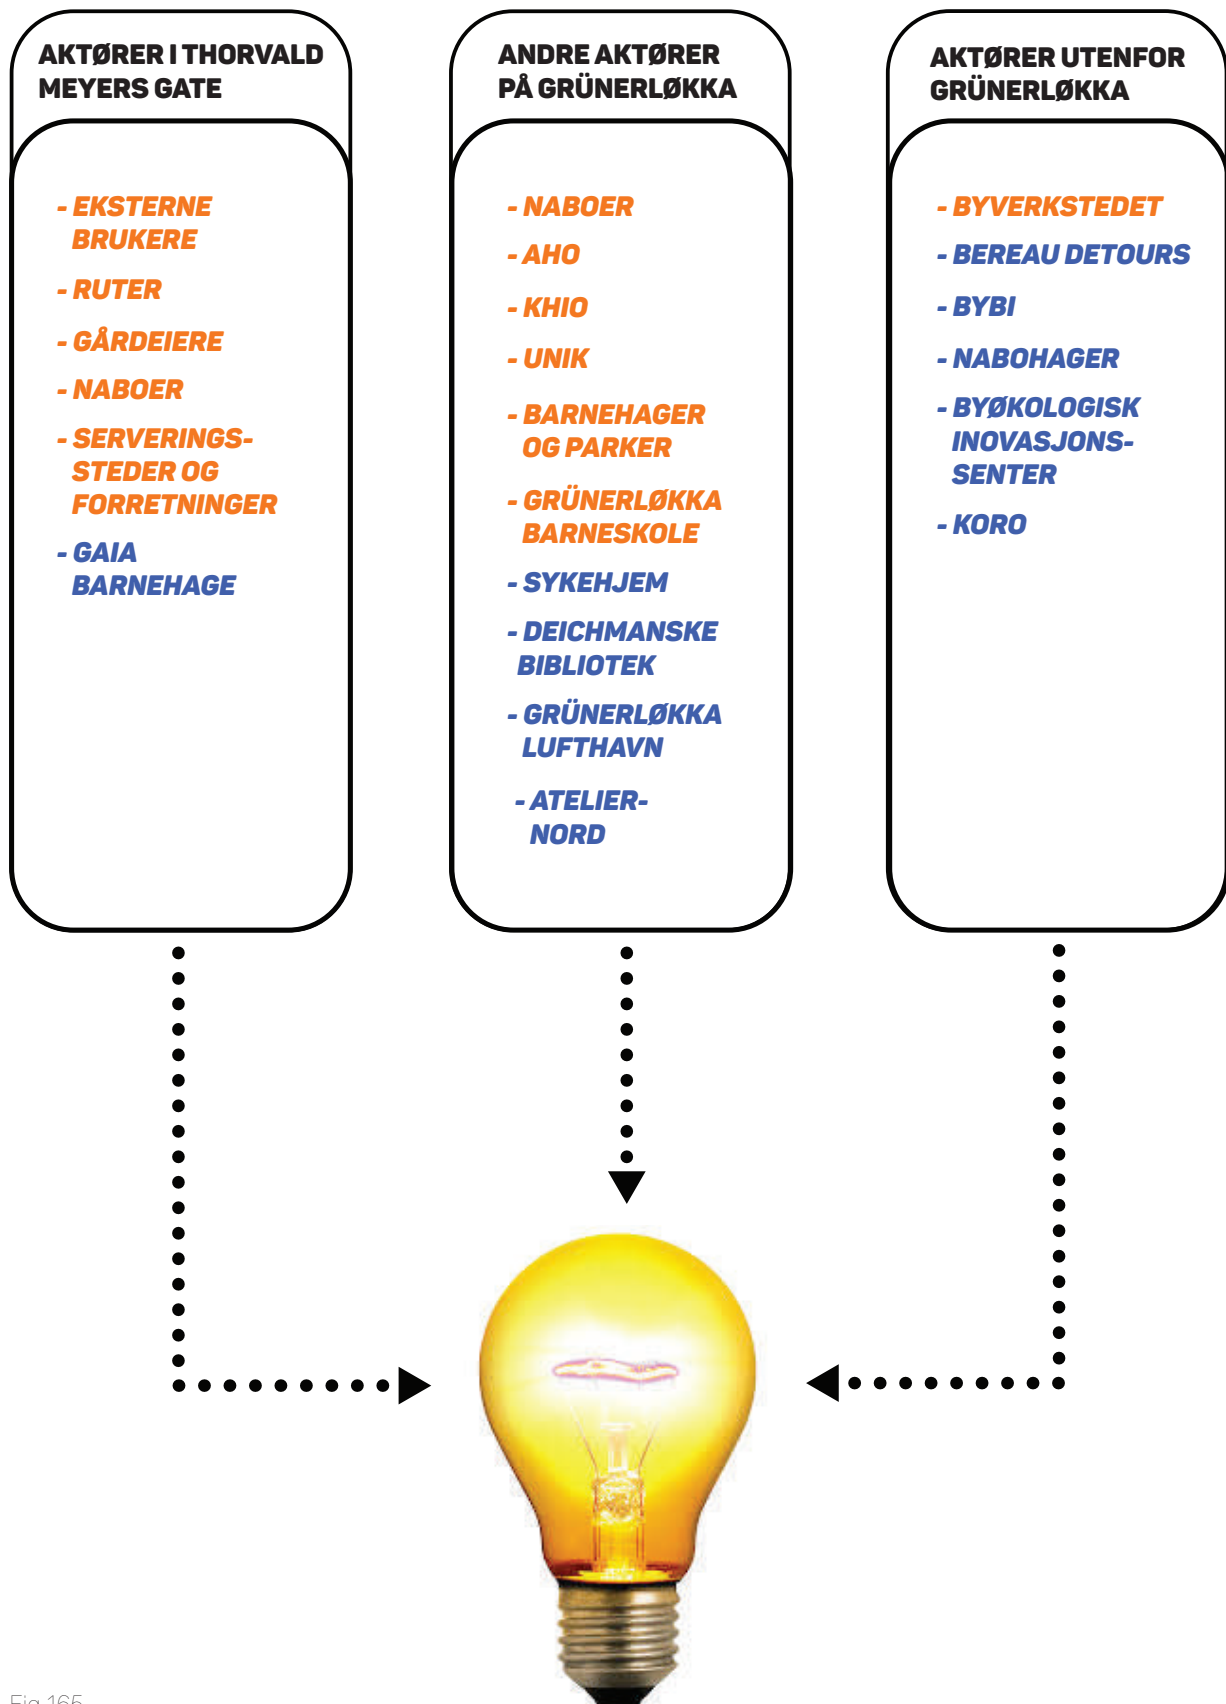 AKTØRER I THORVALD
MEYERS GATE
- EKSTERNE
BRUKERE
- RUTER
- GÅRDEIERE
- NABOER
- SERVERINGS-
STEDER OG
FORRETNINGER
- GAIA
BARNEHAGE
ANDRE AKTØRER
PÅ GRÜNERLØKKA
- NABOER
- AHO
- KHIO
- UNIK
- BARNEHAGER
OG PARKER
- GRÜNERLØKKA
BARNESKOLE
- SYKEHJEM
- DEICHMANSKE
BIBLIOTEK
- GRÜNERLØKKA
LUFTHAVN
- ATELIER-
NORD
AKTØRER UTENFOR
GRÜNERLØKKA
- BYVERKSTEDET
- BEREAU DETOURS
- BYBI
- NABOHAGER
- BYØKOLOGISK
INOVASJONS-
SENTER
- KORO
Fig 165